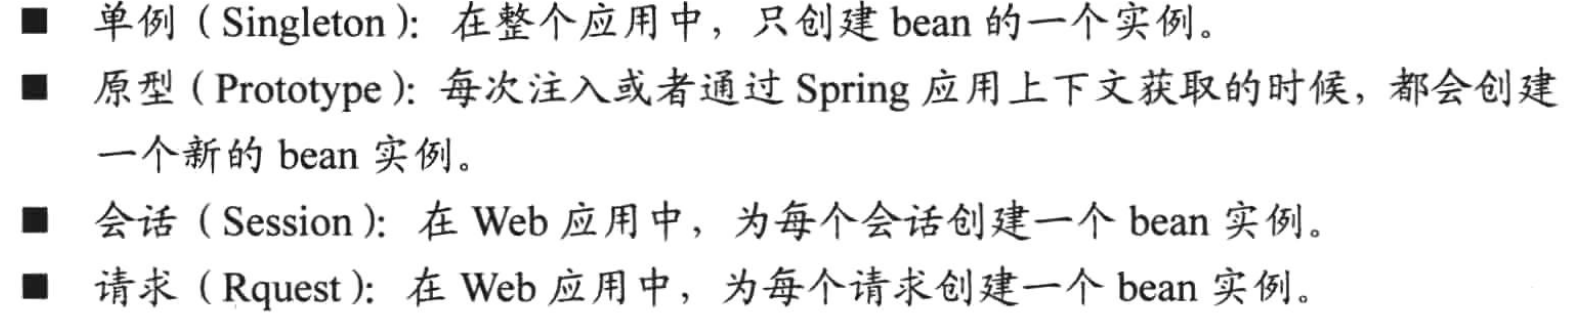 ■ 单例（Singleton）：在整个应用中，只创建 bean 的一个实例。
■ 原型（Prototype）：每次注入或者通过 Spring 应用上下文获取的时候，都会创建
一个新的 bean 实例。
■ 会话（Session）：在 Web 应用中，为每个会话创建一个 bean 实例。
■ 请求（Rquest）：在 Web 应用中，为每个请求创建一个 bean 实例。